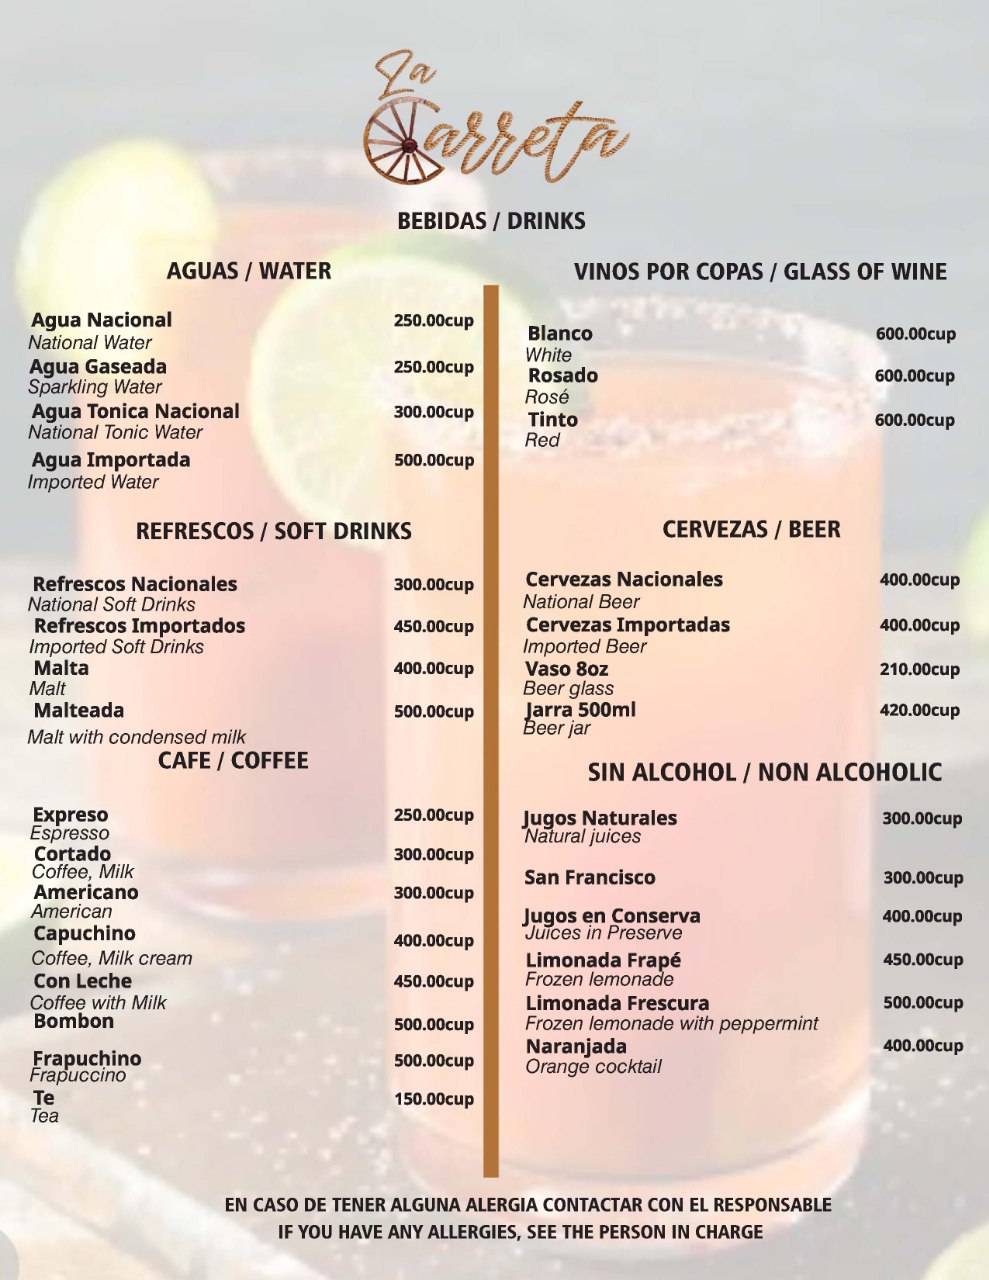 La
Carreta
BEBIDAS / DRINKS
AGUAS / WATER
Agua Nacional 250.00cup
National Water
Agua Gaseada 250.00cup
Sparkling Water
Agua Tonica Nacional 300.00cup
National Tonic Water
Agua Importada 500.00cup
Imported Water
REFRESCOS / SOFT DRINKS
Refrescos Nacionales 300.00cup
National Soft Drinks
Refrescos Importados 450.00cup
Imported Soft Drinks
Malta 400.00cup
Malt
Malteada 500.00cup
Malt with condensed milk
CAFE / COFFEE
Expreso 250.00cup
Espresso
Cortado 300.00cup
Coffee, Milk
Americano 300.00cup
American
Capuchino 400.00cup
Coffee, Milk cream
Con Leche 450.00cup
Coffee with Milk
Bombon 500.00cup
Frapuchino 500.00cup
Frapuccino
Te 150.00cup
Tea
VINOS POR COPAS / GLASS OF WINE
Blanco 600.00cup
White
Rosado 600.00cup
Rosé
Tinto 600.00cup
Red
CERVEZAS / BEER
Cervezas Nacionales 400.00cup
National Beer
Cervezas Importadas 400.00cup
Imported Beer
Vaso 8oz 210.00cup
Beer glass
Jarra 500ml 420.00cup
Beer jar
SIN ALCOHOL / NON ALCOHOLIC
Jugos Naturales 300.00cup
Natural juices
San Francisco 300.00cup
Jugos en Conserva 400.00cup
Juices in Preserve
Limonada Frapé 450.00cup
Frozen lemonade
Limonada Frescura 500.00cup
Frozen lemonade with peppermint
Naranjada 400.00cup
Orange cocktail
EN CASO DE TENER ALGUNA ALERGIA CONTACTAR CON EL RESPONSABLE
IF YOU HAVE ANY ALLERGIES, SEE THE PERSON IN CHARGE